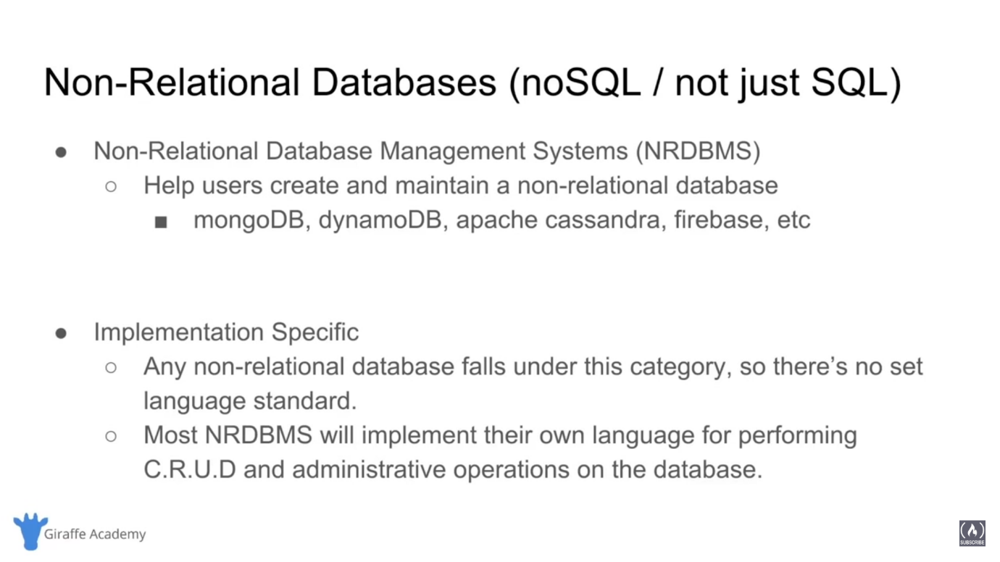 Non-Relational Databases (noSQL / not just SQL)
● Non-Relational Database Management Systems (NRDBMS)
○ Help users create and maintain a non-relational database
■ mongoDB, dynamoDB, apache cassandra, firebase, etc
● Implementation Specific
○ Any non-relational database falls under this category, so there’s no set
language standard.
○ Most NRDBMS will implement their own language for performing
C.R.U.D and administrative operations on the database.
Giraffe Academy
SUBSCRIBE